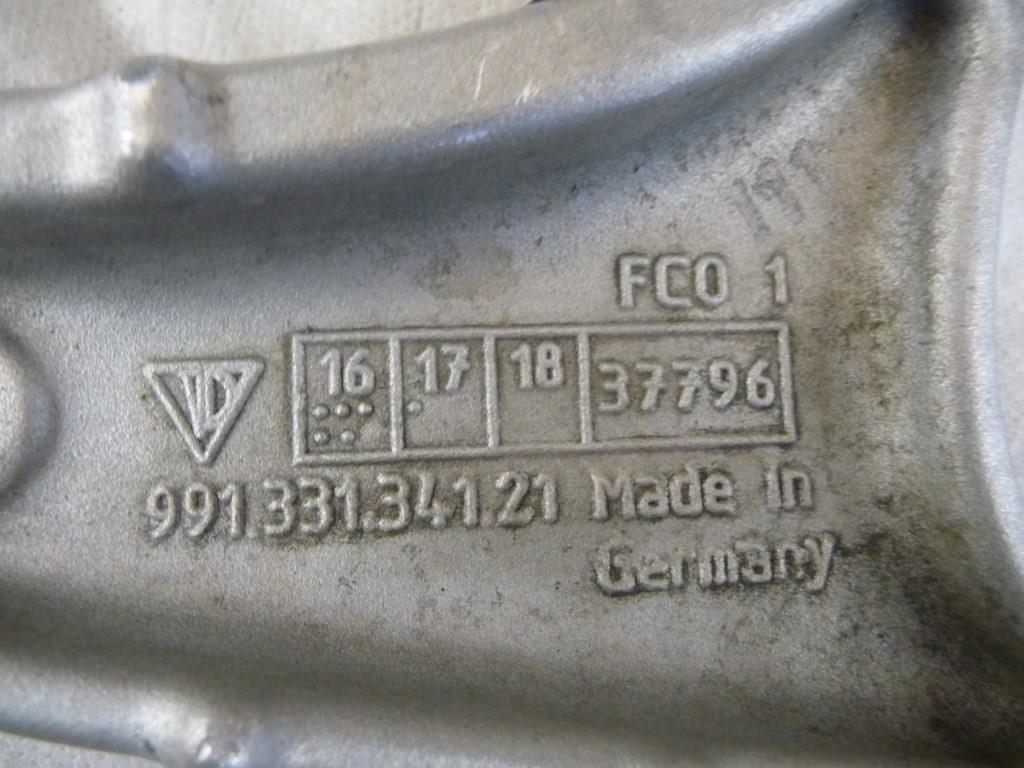 FCO 1
16 17 18 37796
991.331.341.21 Made in
Germany